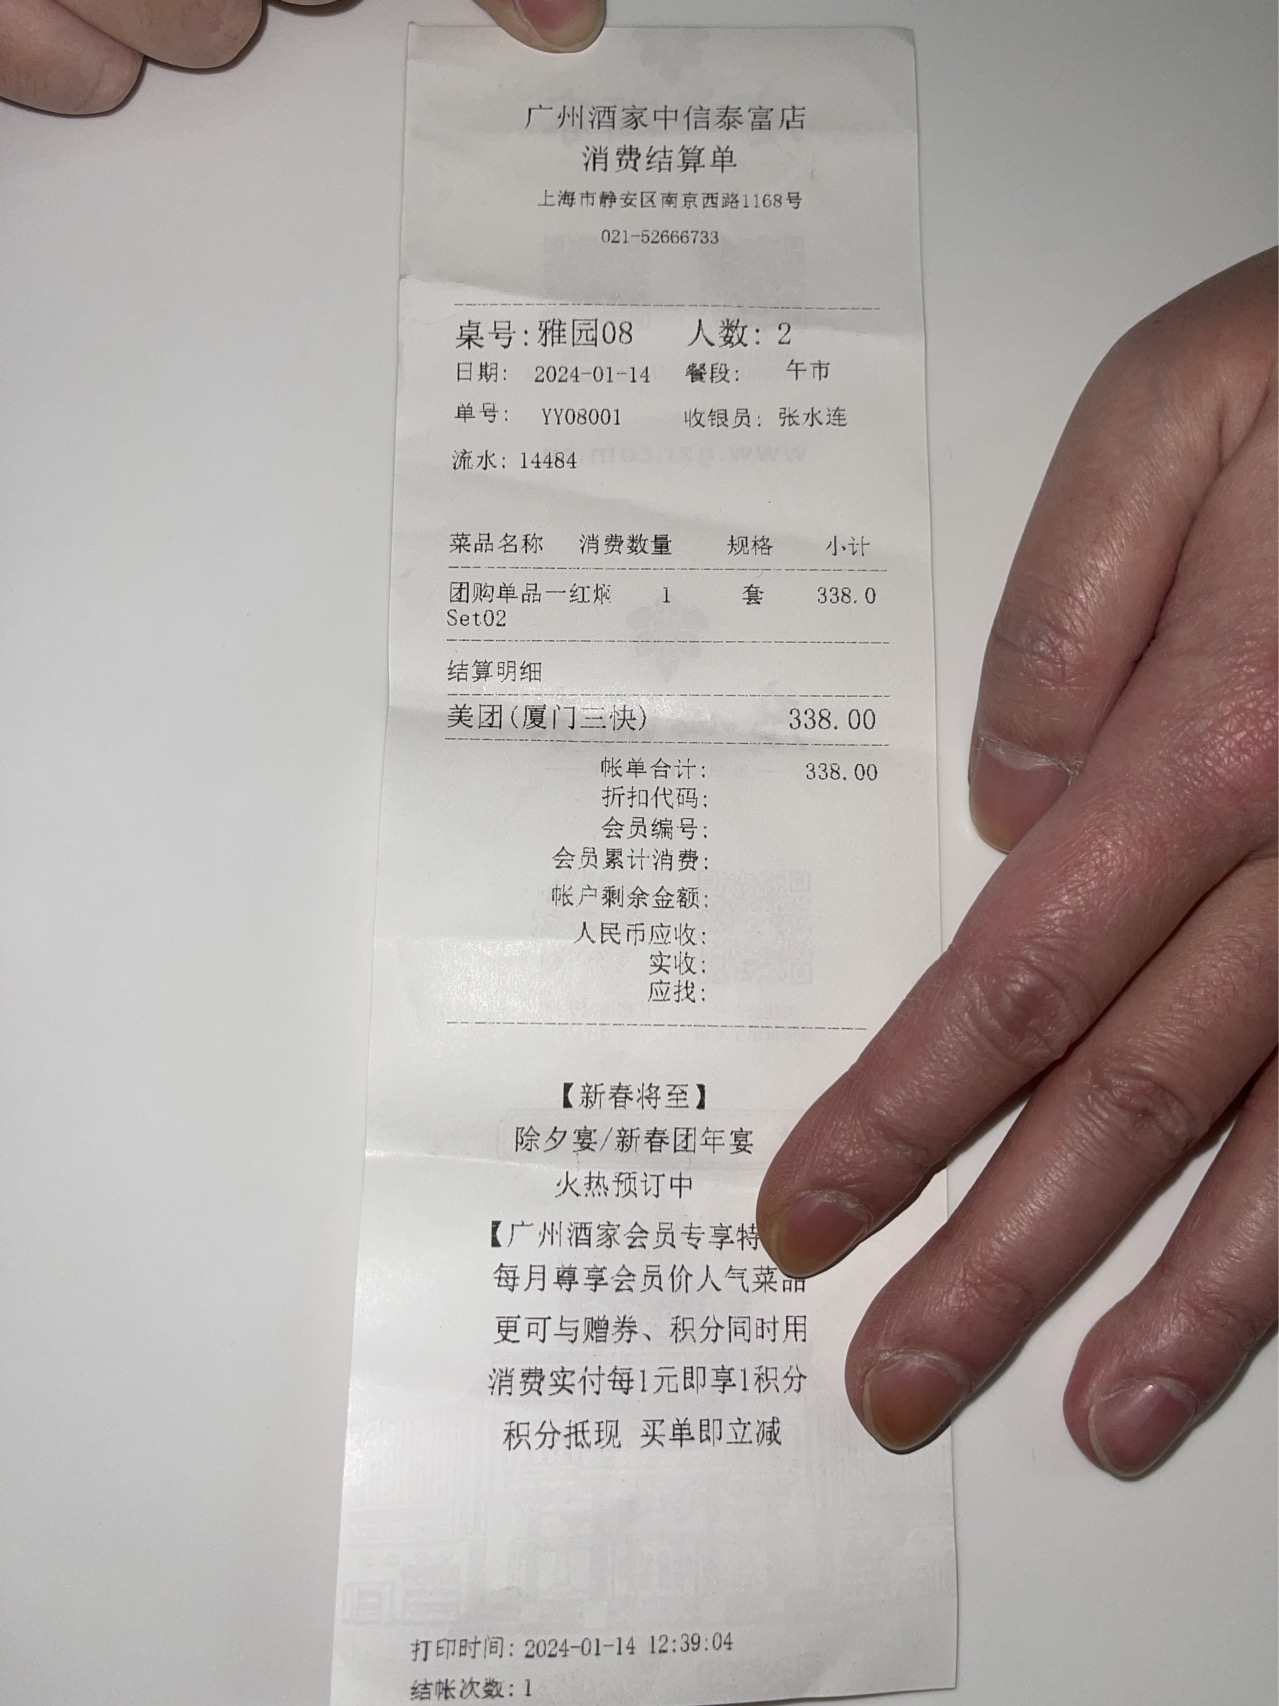 广州酒家中信泰富店
消费结算单
上海市静安区南京西路1168号
021-52666733
桌号:雅园08 人数: 2
日期: 2024-01-14 餐段: 午市
单号: YY08001 收银员: 张水连
流水: 14484
菜品名称 消费数量 规格 小计
团购单品一红焖 1 套 338.0
Set02
结算明细
美团(厦门三快) 338.00
帐单合计: 338.00
折扣代码:
会员编号:
会员累计消费:
帐户剩余金额:
人民币应收:
实收:
应找:
【新春将至】
除夕宴/新春团年宴
火热预订中
【广州酒家会员专享特
每月尊享会员价人气菜品
更可与赠券、积分同时用
消费实付每1元即享1积分
积分抵现 买单即立减
打印时间: 2024-01-14 12:39:04
结帐次数: 1